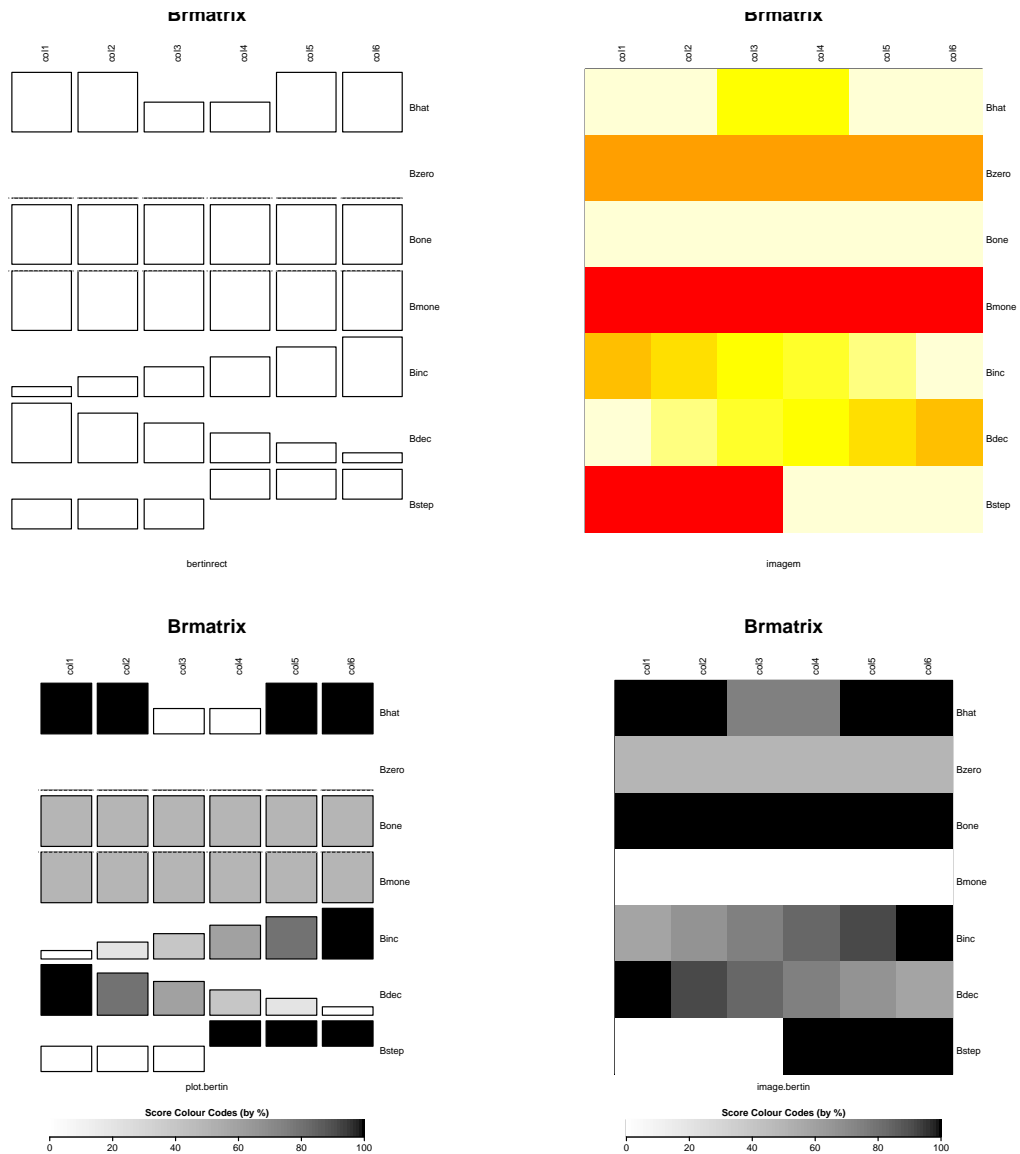 Brmatrix
col1 col2 col3 col4 col5 col6
Bhat
Bzero
Bone
Bmone
Binc
Bdec
Bstep
bertinrect
Brmatrix
col1 col2 col3 col4 col5 col6
Bhat
Bzero
Bone
Bmone
Binc
Bdec
Bstep
imagem
Brmatrix
col1 col2 col3 col4 col5 col6
Bhat
Bzero
Bone
Bmone
Binc
Bdec
Bstep
plot.bertin
Score Colour Codes (by %)
0 20 40 60 80 100
Brmatrix
col1 col2 col3 col4 col5 col6
Bhat
Bzero
Bone
Bmone
Binc
Bdec
Bstep
image.bertin
Score Colour Codes (by %)
0 20 40 60 80 100